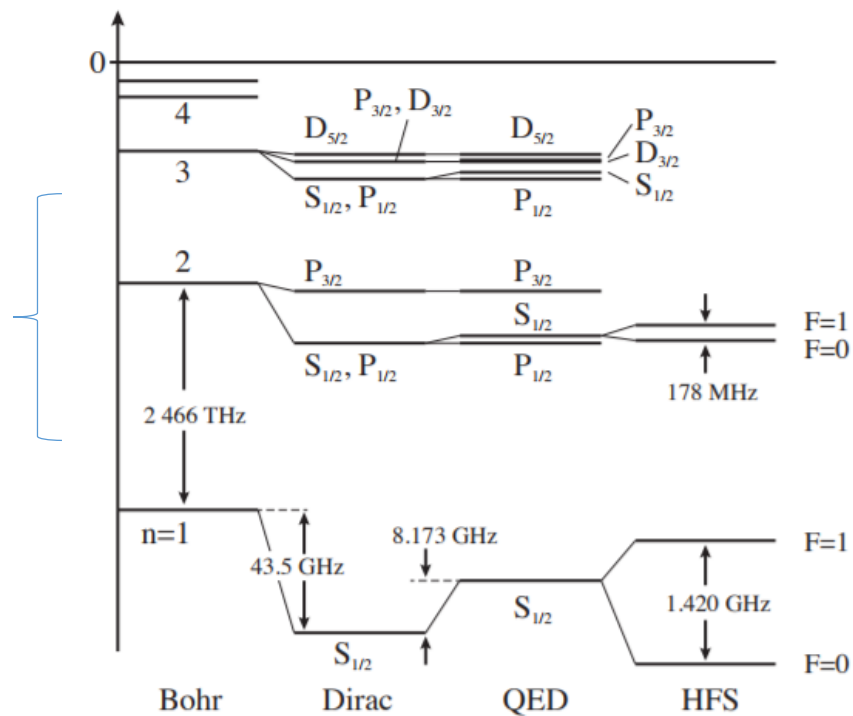 0
4
P3/2, D3/2
D5/2
D5/2
P3/2
D3/2
3
S1/2, P1/2
P1/2
S1/2
2
P3/2
P3/2
S1/2
F=1
F=0
S1/2, P1/2
P1/2
178 MHz
2 466 THz
n=1
8.173 GHz
F=1
43.5 GHz
S1/2
1.420 GHz
S1/2
F=0
Bohr Dirac QED HFS